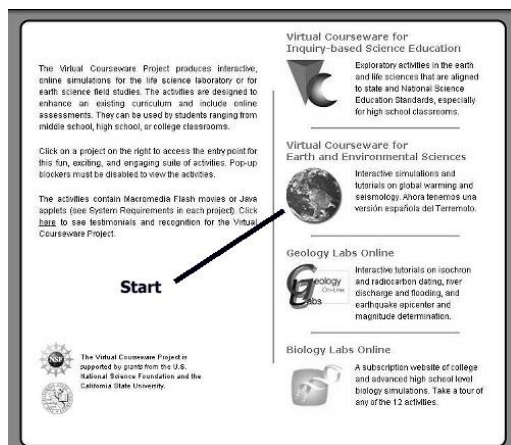 The Virtual Courseware Project produces interactive,
online simulations for the life science laboratory or for
earth science field studies. The activities are designed to
enhance an existing curriculum and include online
assessments. They can be used by students ranging from
middle school, high school, or college classrooms.
Click on a project on the right to access the entry point for
this fun, exciting, and engaging suite of activities. Pop-up
blockers must be disabled to view the activities.
The activities contain Macromedia Flash movies or Java
applets (see System Requirements in each project). Click
here to see testimonials and recognition for the Virtual
Courseware Project.
Start
NSF
The Virtual Courseware Project is
supported by grants from the U.S.
National Science Foundation and the
California State University.
Virtual Courseware for
Inquiry-based Science Education
Exploratory activities in the earth
and life sciences that are aligned
to state and National Science
Education Standards, especially
for high school classrooms.
Virtual Courseware for
Earth and Environmental Sciences
Interactive simulations and
tutorials on global warming and
seismology. Ahora tenemos una
versión española del Terremoto.
Geology Labs Online
Geology
On-Line
Labs
Interactive tutorials on isochron
and radiocarbon dating, river
discharge and flooding, and
earthquake epicenter and
magnitude determination.
Biology Labs Online
A subscription website of college
and advanced high school level
biology simulations. Take a tour of
any of the 12 activities.